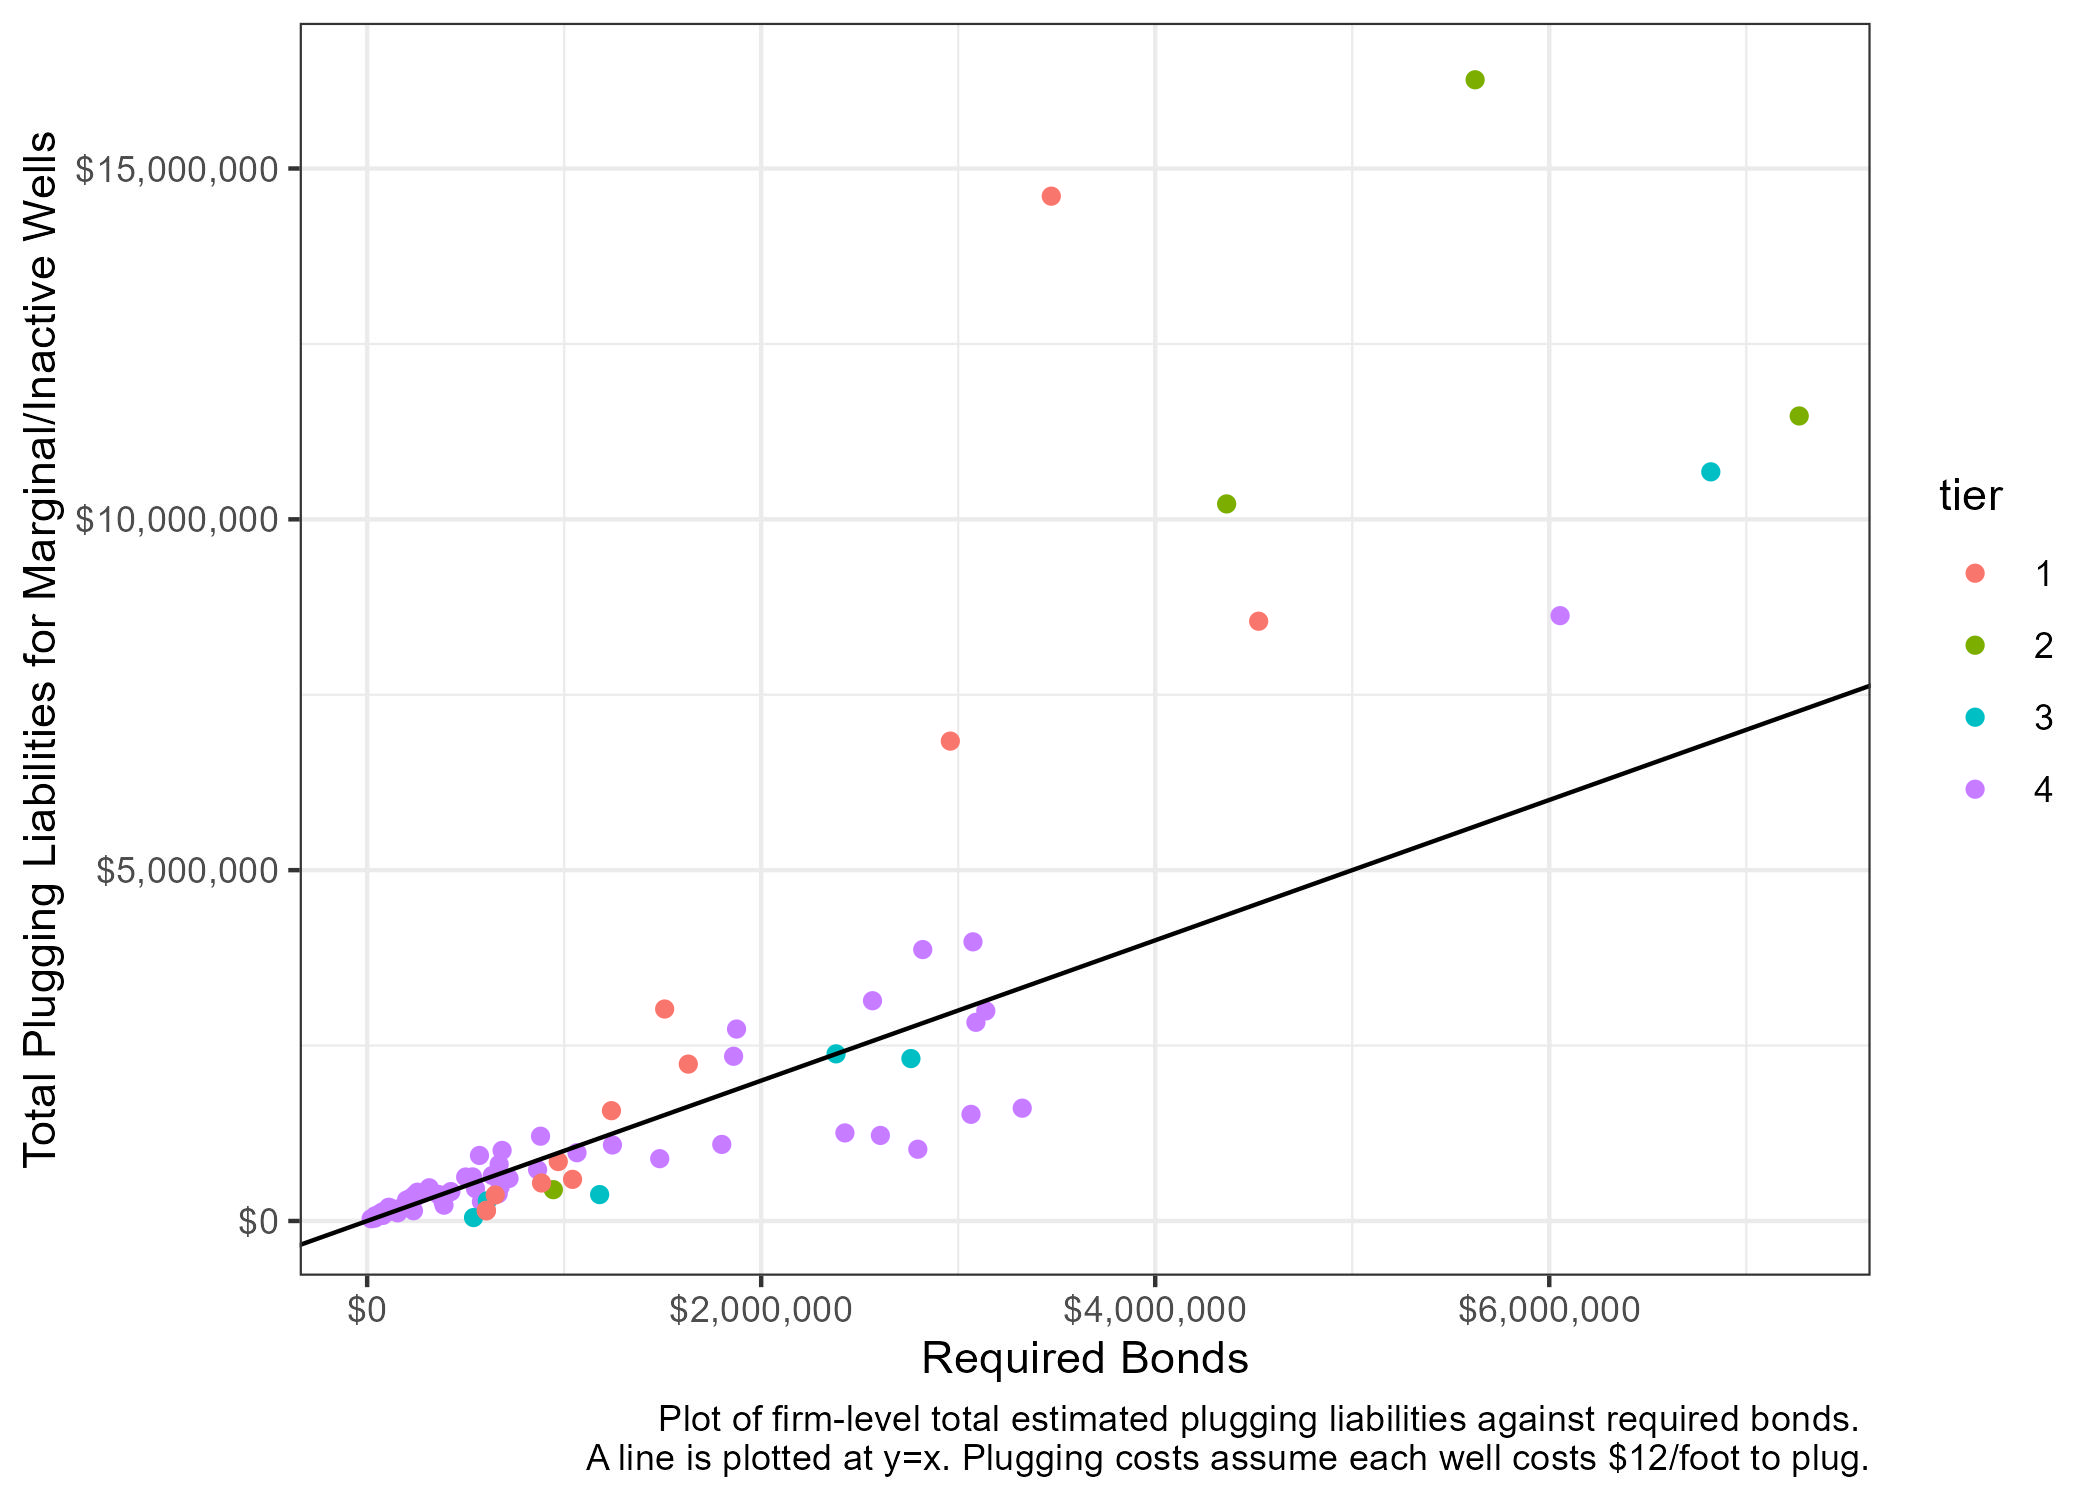 Total Plugging Liabilities for Marginal/Inactive Wells
$15,000,000
$10,000,000
$5,000,000
$0
$0
$2,000,000
$4,000,000
$6,000,000
Required Bonds
tier
1
2
3
4
Plot of firm-level total estimated plugging liabilities against required bonds.
A line is plotted at y=x. Plugging costs assume each well costs $12/foot to plug.